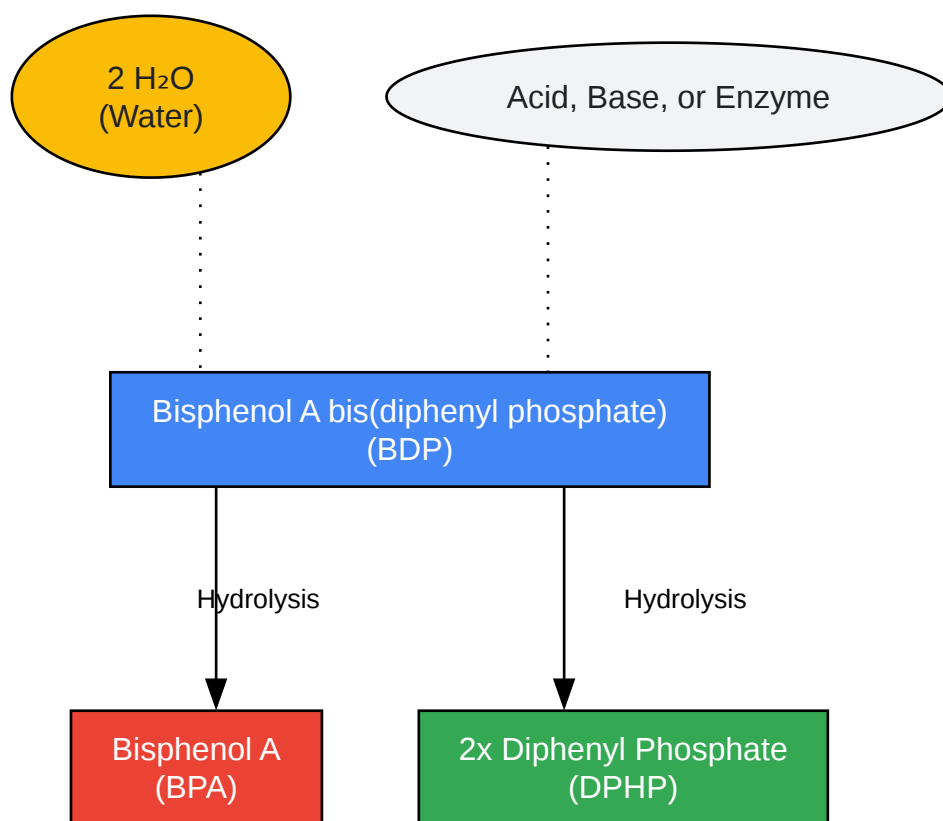 2 H₂O
(Water)
Acid, Base, or Enzyme
Bisphenol A bis(diphenyl phosphate)
(BDP)
Hydrolysis
Hydrolysis
Bisphenol A
(BPA)
2x Diphenyl Phosphate
(DPHP)